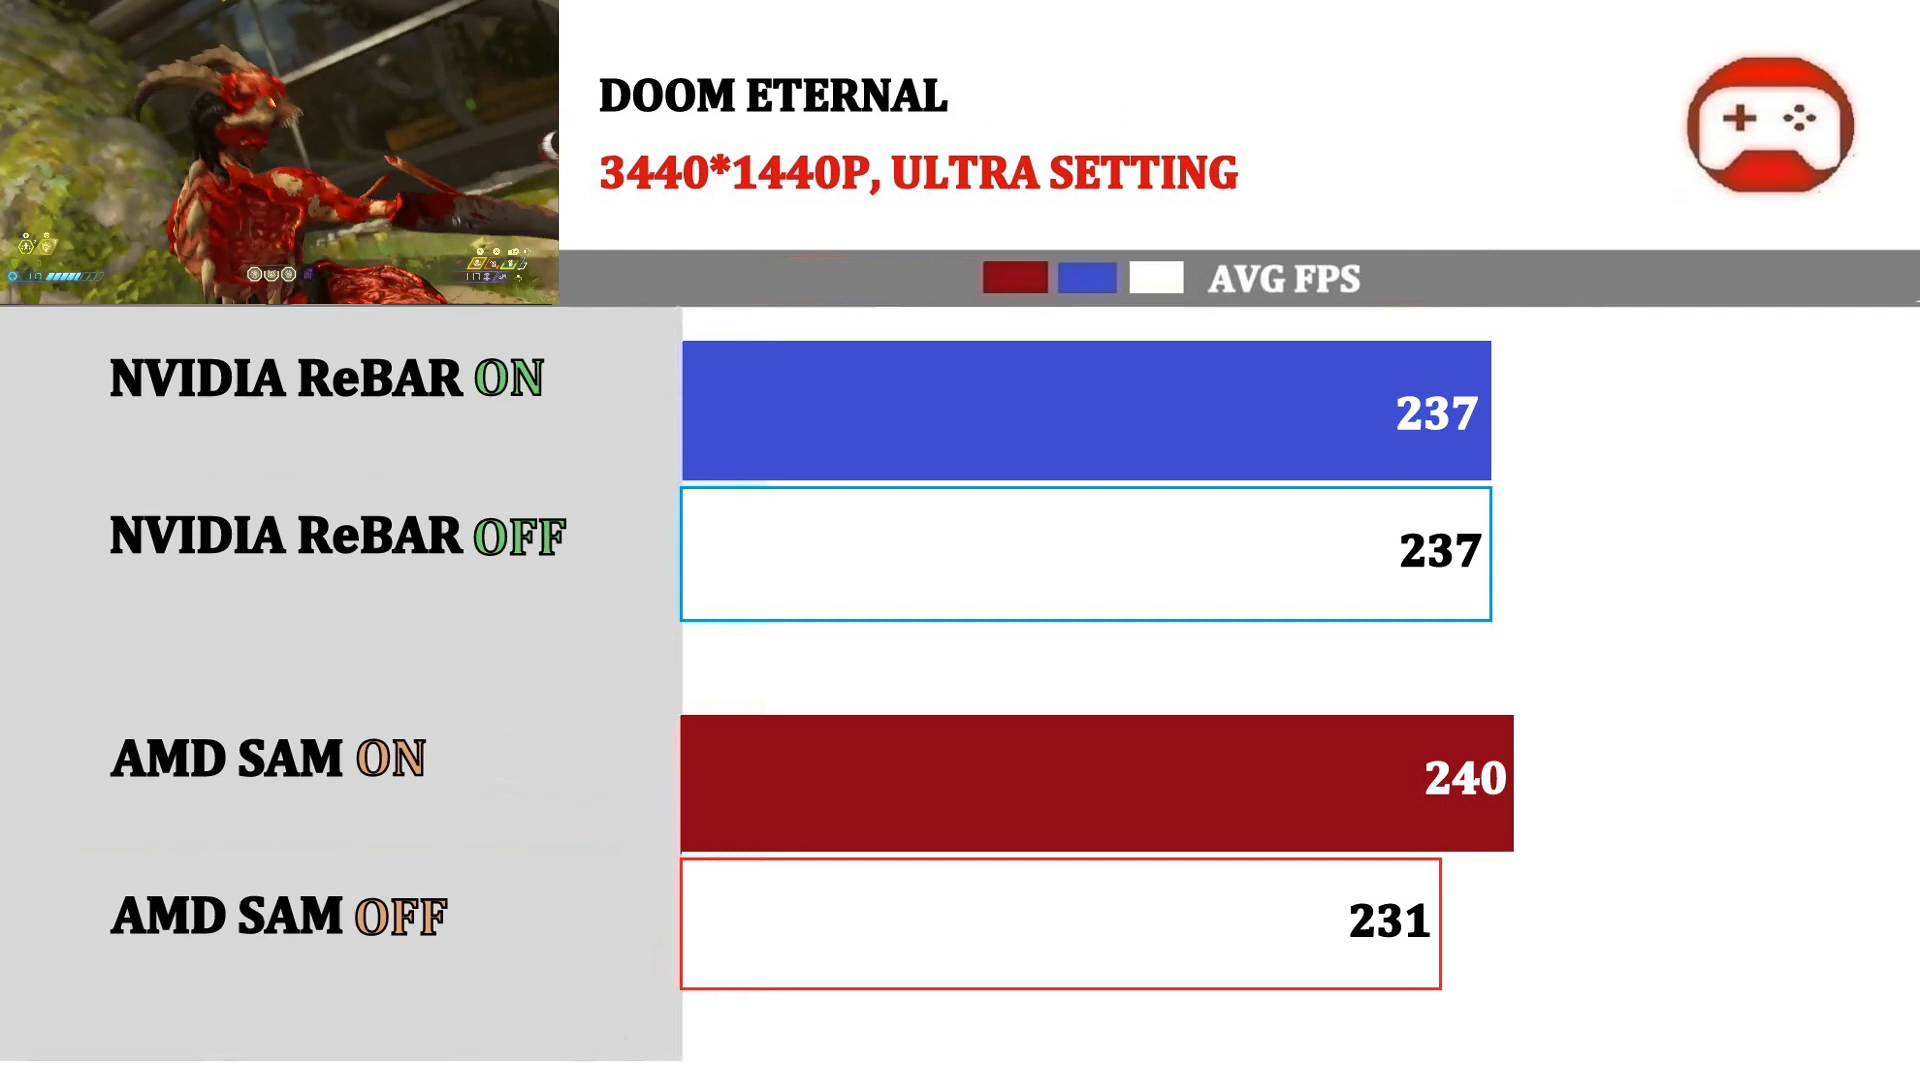 DOOM ETERNAL
3440*1440P, ULTRA SETTING
AVG FPS
NVIDIA ReBAR ON
237
NVIDIA ReBAR OFF
237
AMD SAM ON
240
AMD SAM OFF
231